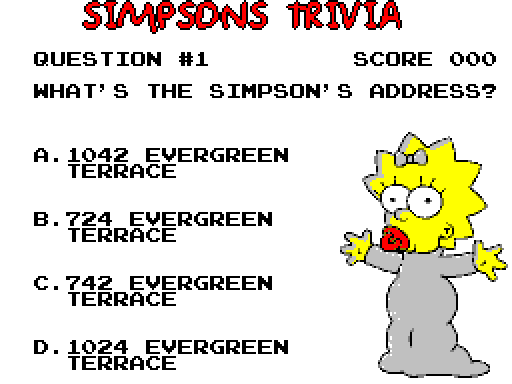 SIMPSONS TRIVIA
QUESTION #1 SCORE 000
WHAT'S THE SIMPSON'S ADDRESS?
A. 1042 EVERGREEN
TERRACE
B. 724 EVERGREEN
TERRACE
C. 742 EVERGREEN
TERRACE
D. 1024 EVERGREEN
TERRACE